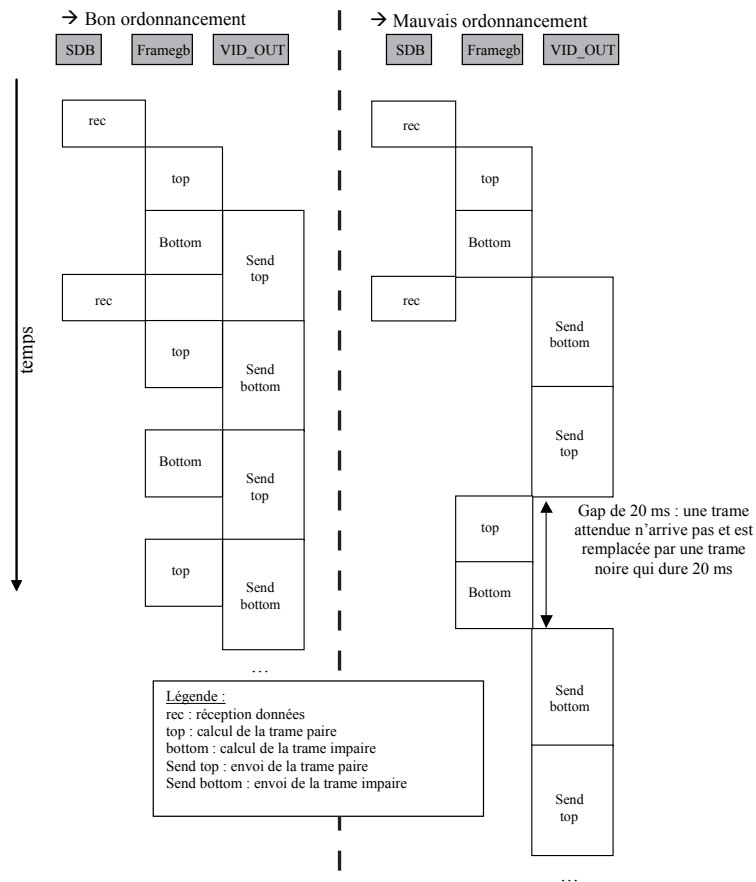 → Bon ordonnancement
SDB
Framegb
VID_OUT
temps
rec
top
Bottom
Send
top
rec
top
Send
bottom
Bottom
Send
top
top
Send
bottom
…
→ Mauvais ordonnancement
SDB
Framegb
VID_OUT
rec
top
Bottom
rec
Send
bottom
Send
top
top
Bottom
Gap de 20 ms : une trame
attendue n’arrive pas et est
remplacée par une trame
noire qui dure 20 ms
Send
bottom
Send
top
…
Légende :
rec : réception données
top : calcul de la trame paire
bottom : calcul de la trame impaire
Send top : envoi de la trame paire
Send bottom : envoi de la trame impaire